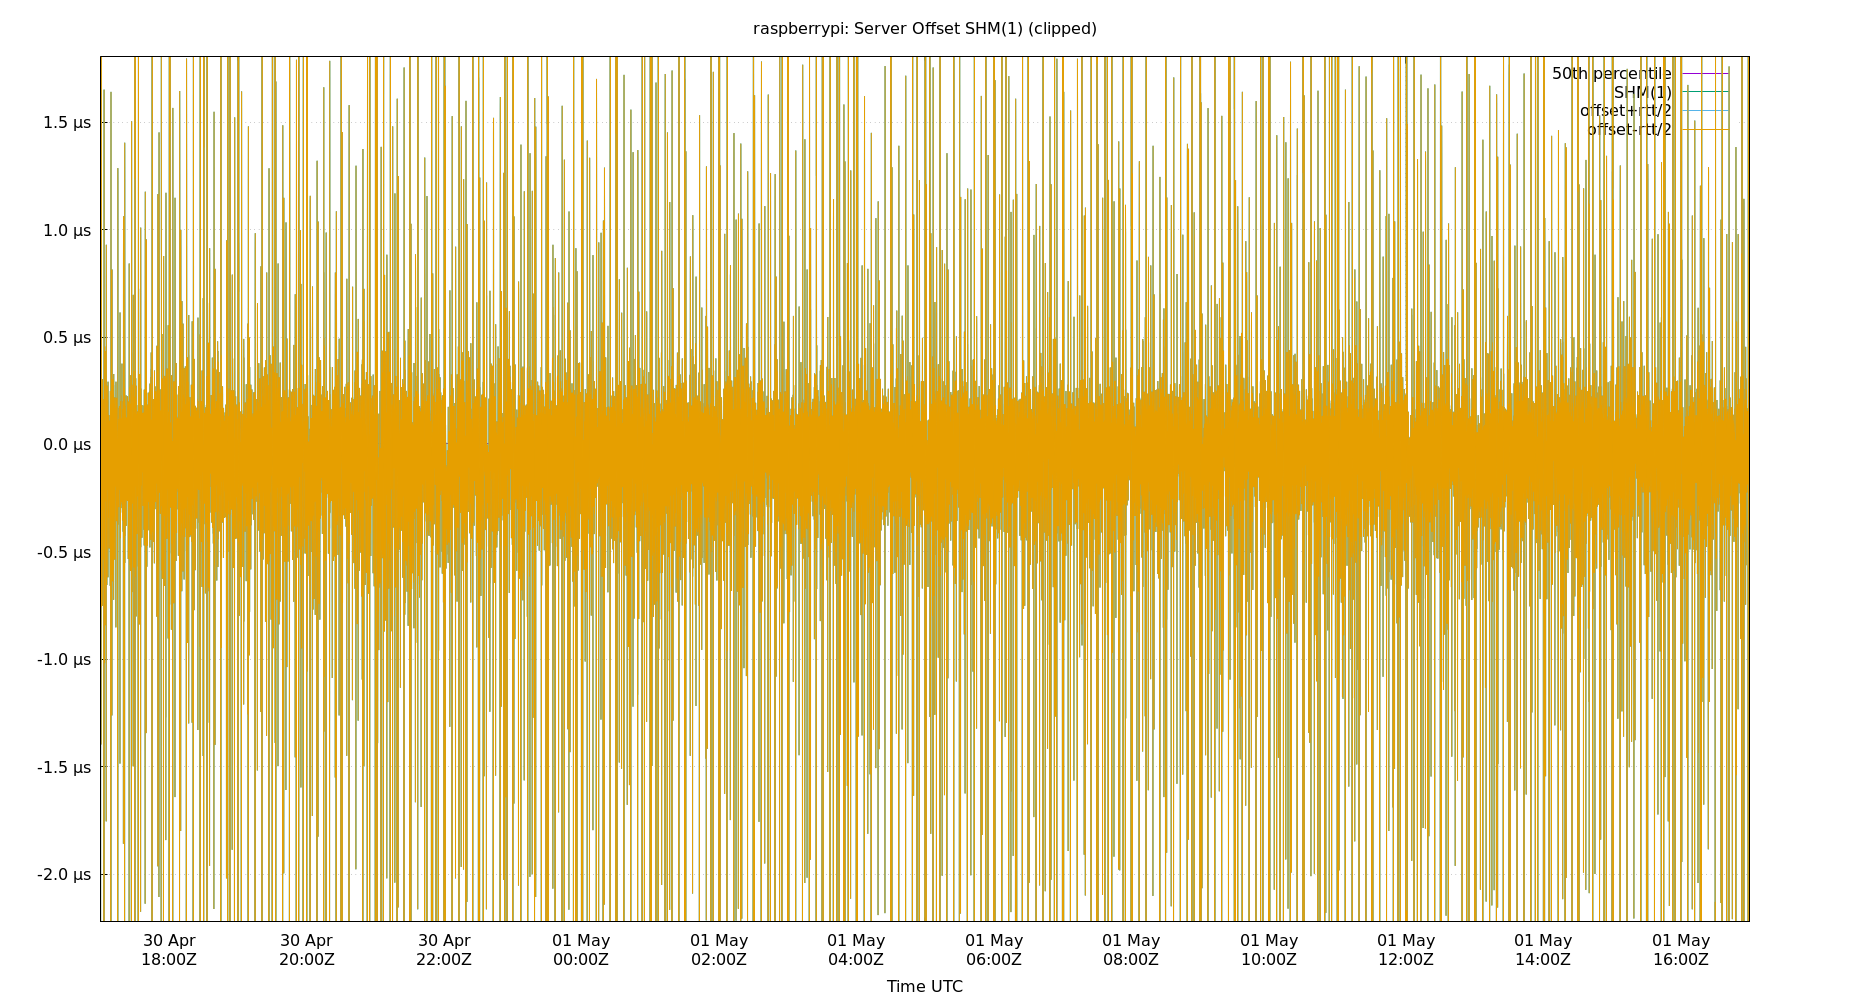 raspberrypi: Server Offset SHM(1) (clipped)
50th percentile
SHM(1)
offset+rtt/2
offset-rtt/2
1.5 µs
1.0 µs
0.5 µs
0.0 µs
-0.5 µs
-1.0 µs
-1.5 µs
-2.0 µs
30 Apr 30 Apr 30 Apr 01 May 01 May 01 May 01 May 01 May 01 May 01 May 01 May 01 May
18:00Z 20:00Z 22:00Z 00:00Z 02:00Z 04:00Z 06:00Z 08:00Z 10:00Z 12:00Z 14:00Z 16:00Z
Time UTC